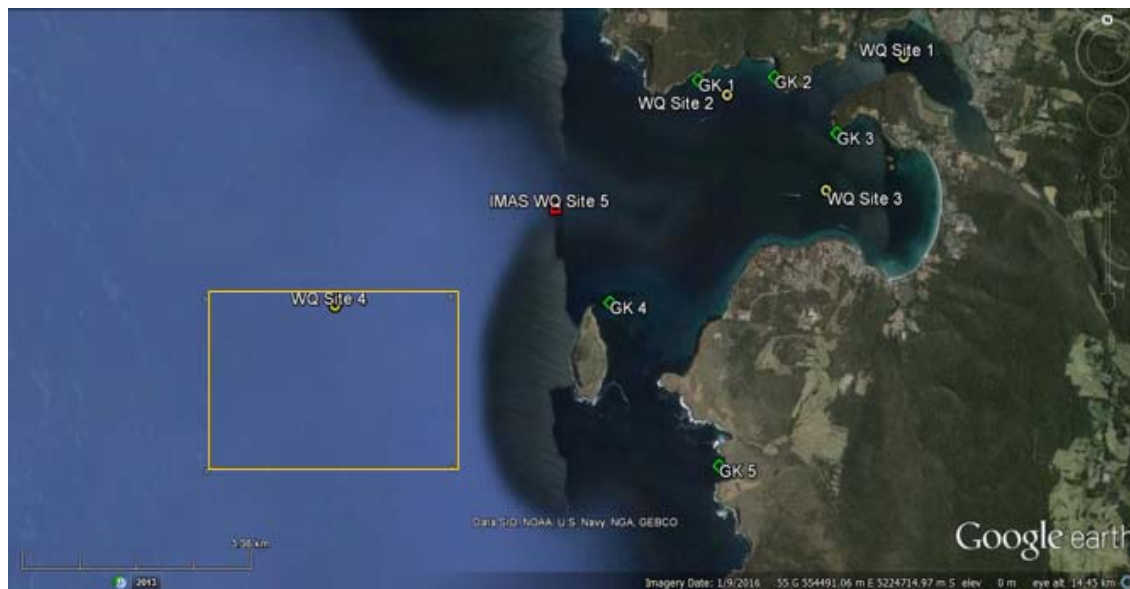 WQ Site 1
GK 1
GK 2
WQ Site 2
GK 3
WQ Site 3
IMAS WQ Site 5
WQ Site 4
GK 4
GK 5
Data SIO, NOAA, U.S. Navy, NGA, GEBCO
Google earth
2013
Imagery Date: 1/9/2016 55 G 554491.06 m E 5224714.97 m S elev 0 m eye alt 14.45 km